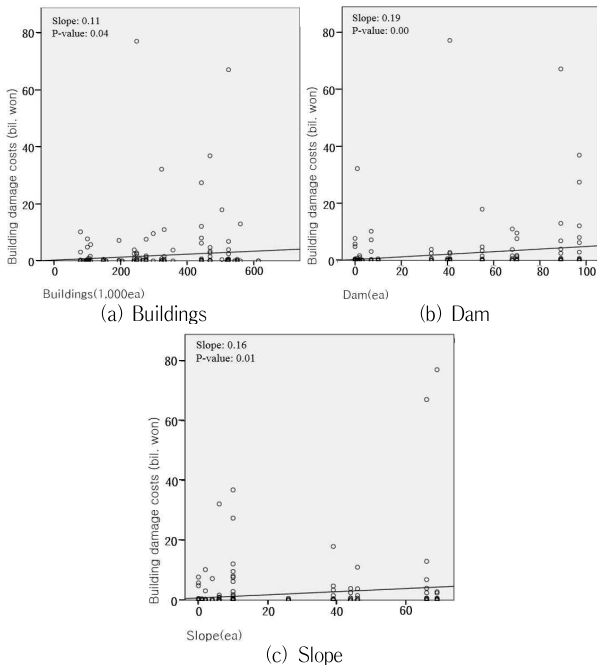 Slope: 0.11
P-value: 0.04
Building damage costs (bil. won)
80
60
40
20
0
0 200 400 600
Buildings(1,000ea)
(a) Buildings
Slope: 0.19
P-value: 0.00
Building damage costs (bil. won)
80
60
40
20
0
0 20 40 60 80 100
Dam(ea)
(b) Dam
Slope: 0.16
P-value: 0.01
Building damage costs (bil. won)
80
60
40
20
0
0 20 40 60
Slope(ea)
(c) Slope